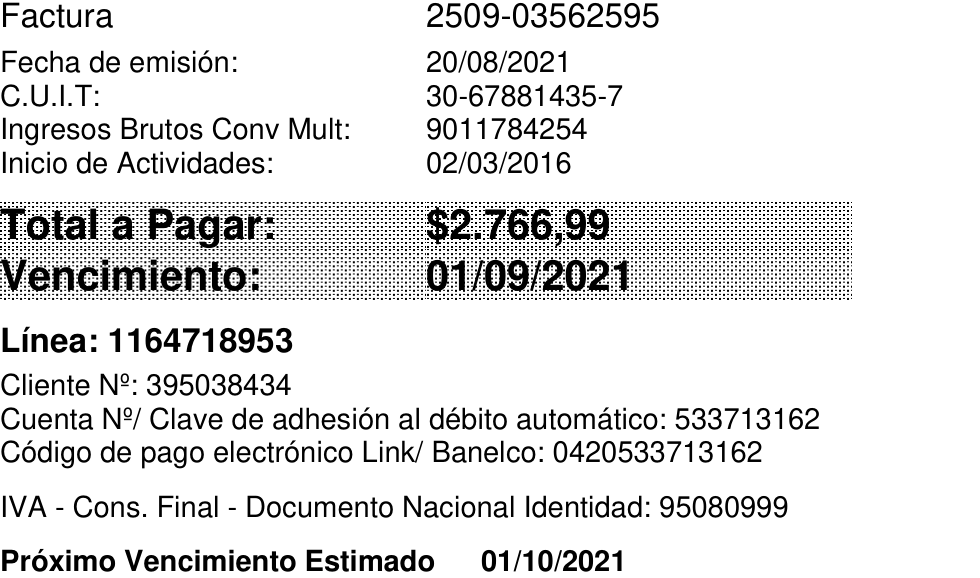 Factura 2509-03562595
Fecha de emisión: 20/08/2021
C.U.I.T: 30-67881435-7
Ingresos Brutos Conv Mult: 9011784254
Inicio de Actividades: 02/03/2016
Total a Pagar: $2.766,99
Vencimiento: 01/09/2021
Línea: 1164718953
Cliente Nº: 395038434
Cuenta Nº/ Clave de adhesión al débito automático: 533713162
Código de pago electrónico Link/ Banelco: 0420533713162
IVA - Cons. Final - Documento Nacional Identidad: 95080999
Próximo Vencimiento Estimado 01/10/2021